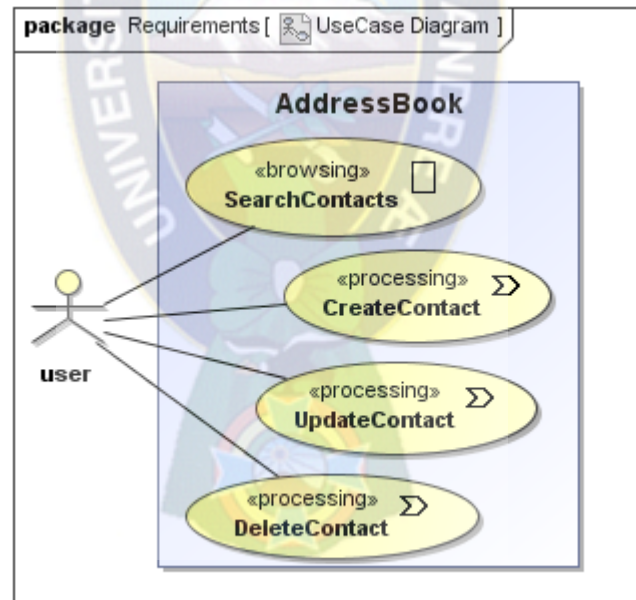 package Requirements [ UseCase Diagram ]
AddressBook
«browsing»
SearchContacts
«processing»
CreateContact
user
«processing»
UpdateContact
«processing»
DeleteContact